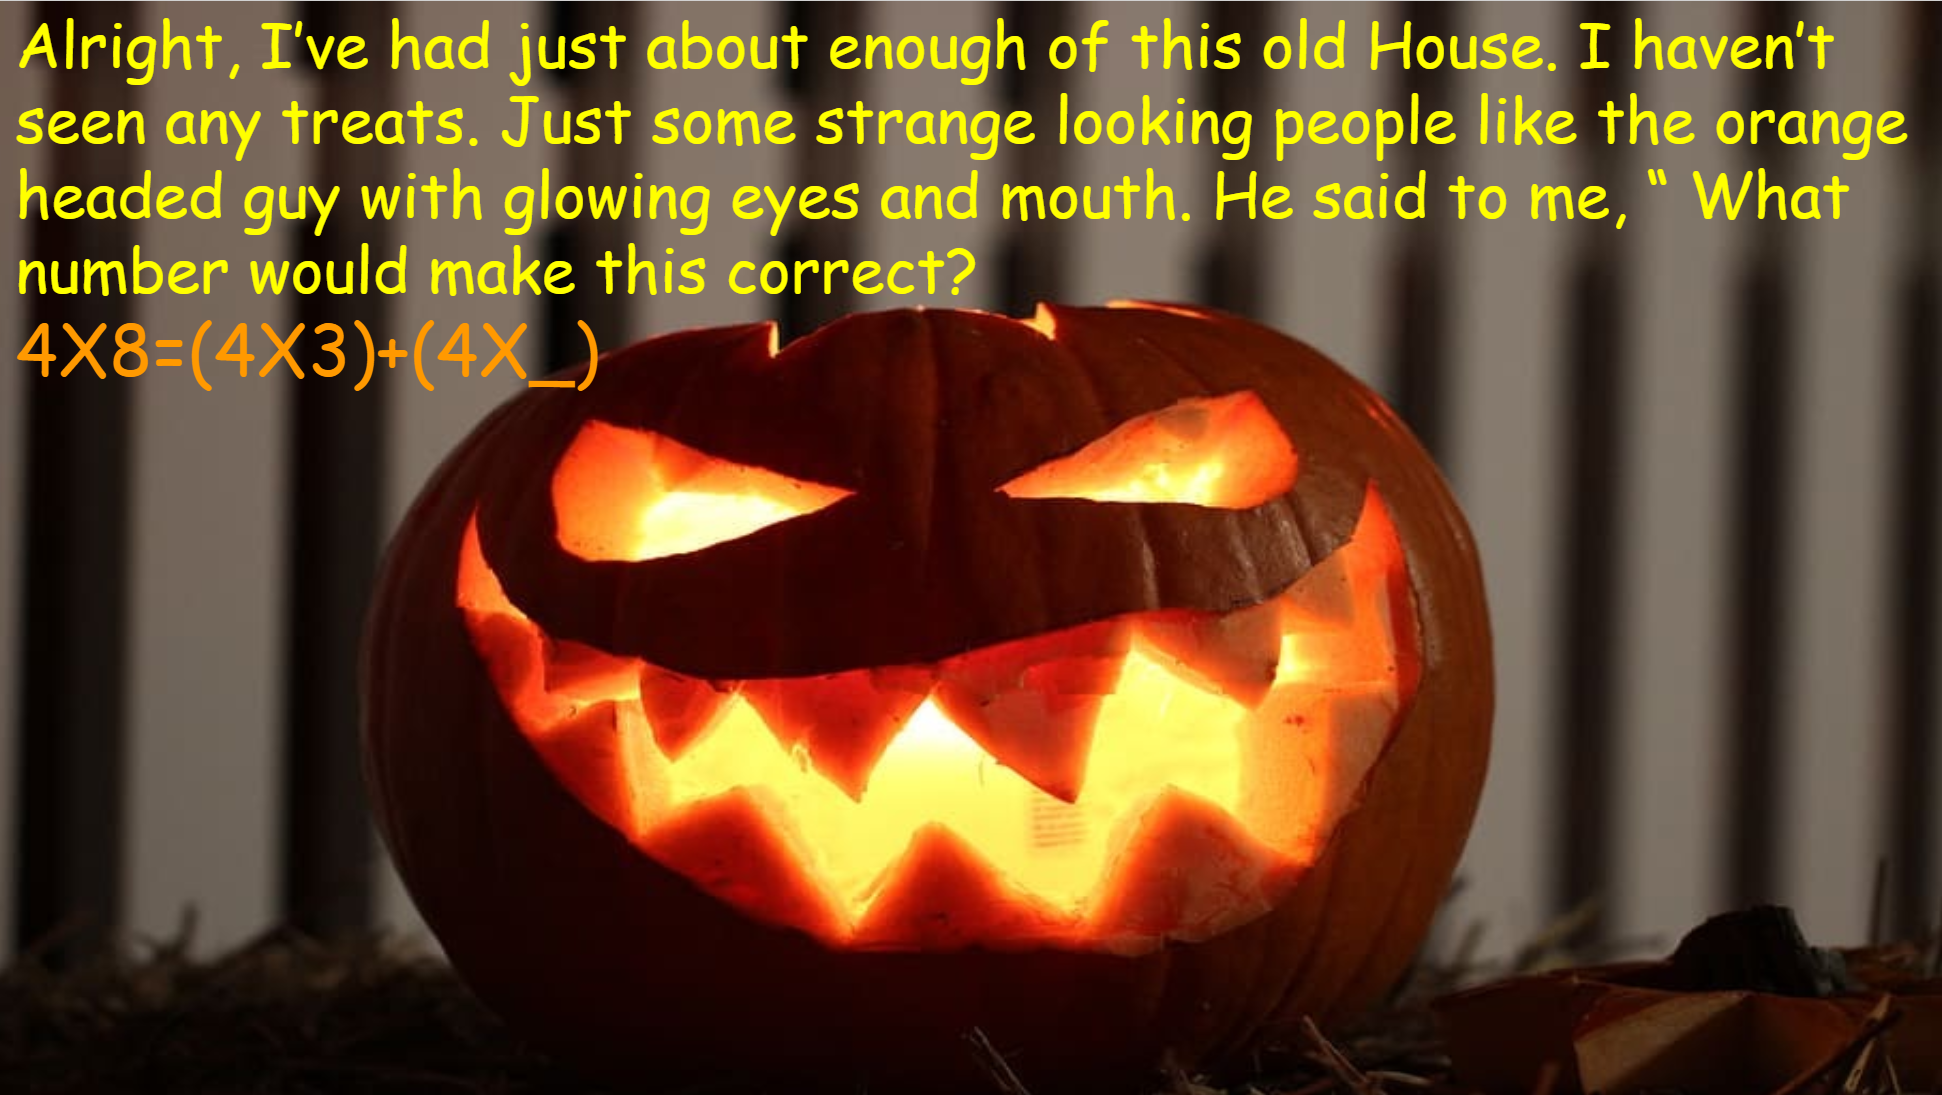 Alright, I’ve had just about enough of this old House. I haven’t
seen any treats. Just some strange looking people like the orange
headed guy with glowing eyes and mouth. He said to me, “ What
number would make this correct?
4X8=(4X3)+(4X_)